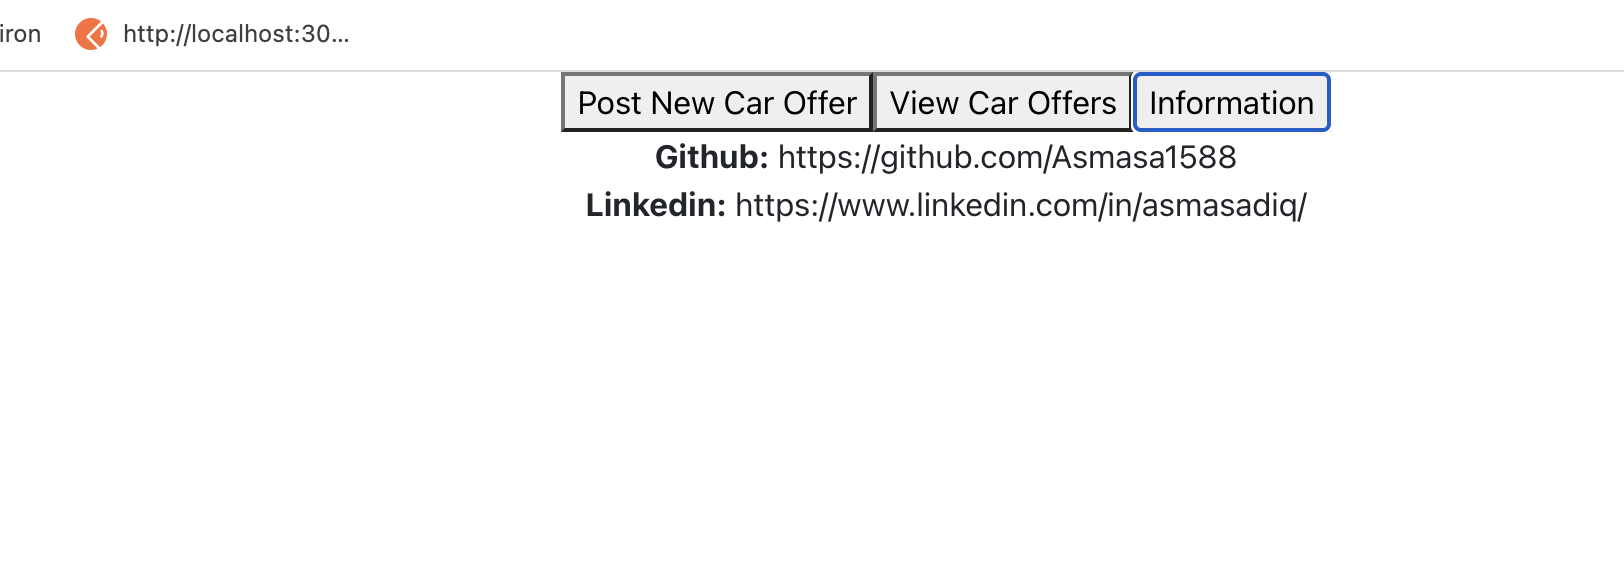 iron http://localhost:30...
Post New Car Offer View Car Offers Information
Github: https://github.com/Asmasa1588
Linkedin: https://www.linkedin.com/in/asmasadiq/